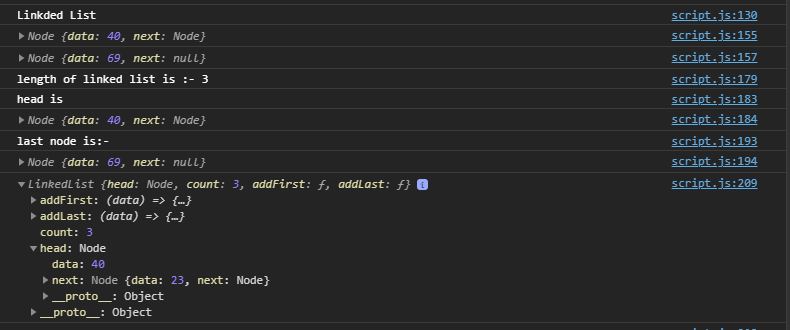 Linkded List script.js:130
Node {data: 40, next: Node} script.js:155
Node {data: 69, next: null} script.js:157
length of linked list is :- 3 script.js:179
head is script.js:183
Node {data: 40, next: Node} script.js:184
last node is:- script.js:193
Node {data: 69, next: null} script.js:194
LinkedList {head: Node, count: 3, addFirst: ƒ, addLast: ƒ} i script.js:209
addFirst: (data) => {…}
addLast: (data) => {…}
count: 3
head: Node
data: 40
next: Node {data: 23, next: Node}
__proto__: Object
__proto__: Object